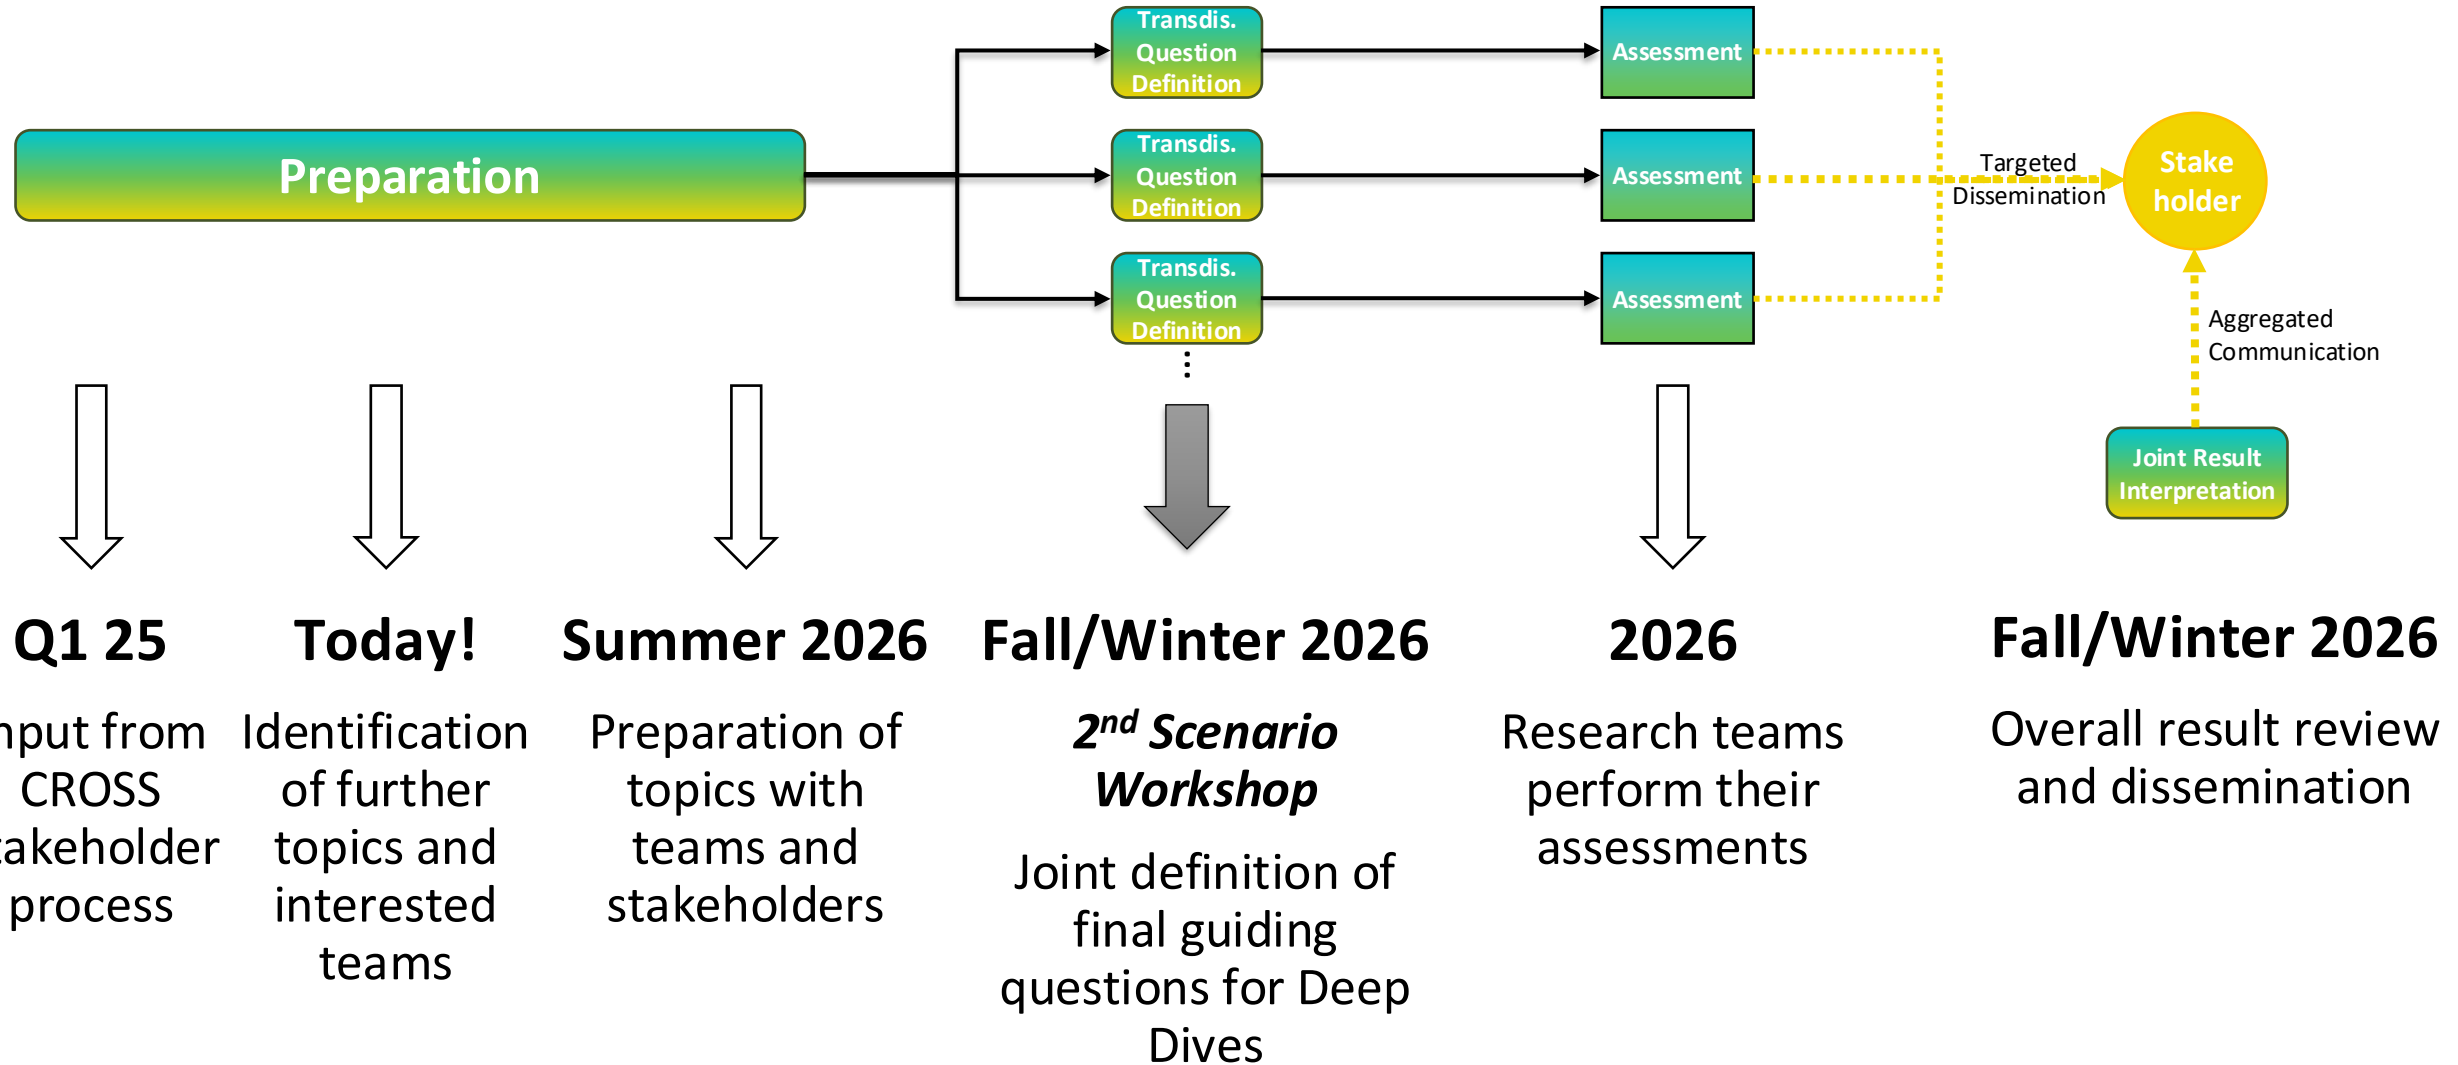 Preparation
Transdis.
Question
Definition
Assessment
Transdis.
Question
Definition
Assessment
Transdis.
Question
Definition
Assessment
Targeted
Dissemination
Stake
holder
Aggregated
Communication
Joint Result
Interpretation
Q1 25
nput from
CROSS
takeholder
process
Today!
Identification
of further
topics and
interested
teams
Summer 2026
Preparation of
topics with
teams and
stakeholders
Fall/Winter 2026
2nd Scenario
Workshop
Joint definition of
final guiding
questions for Deep
Dives
2026
Research teams
perform their
assessments
Fall/Winter 2026
Overall result review
and dissemination